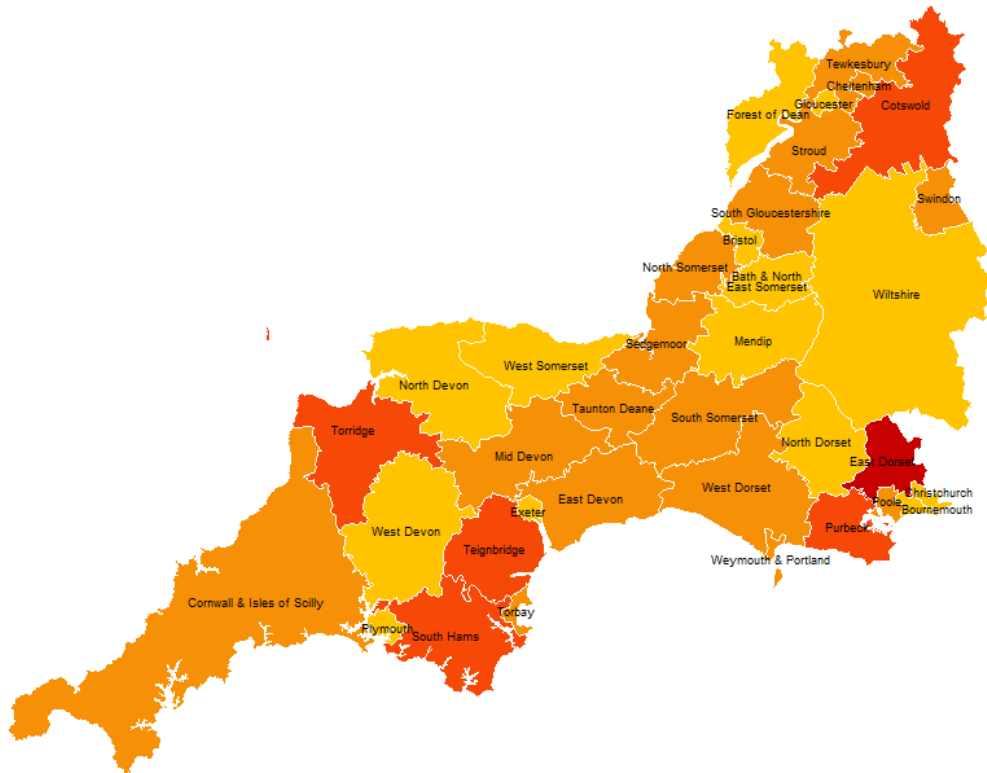 Tewkesbury
Cheltenham
Gloucester
Cotswold
Forest of Dean
Stroud
Swindon
South Gloucestershire
Bristol
North Somerset
Bath & North
East Somerset
Wiltshire
Sedgemoor
Mendip
West Somerset
North Devon
Taunton Deane
South Somerset
Torridge
North Dorset
Mid Devon
East Dorset
West Dorset
Christchurch
East Devon
Poole
Bournemouth
Exeter
Purbeck
West Devon
Teignbridge
Weymouth & Portland
Cornwall & Isles of Scilly
Torbay
Plymouth
South Hams